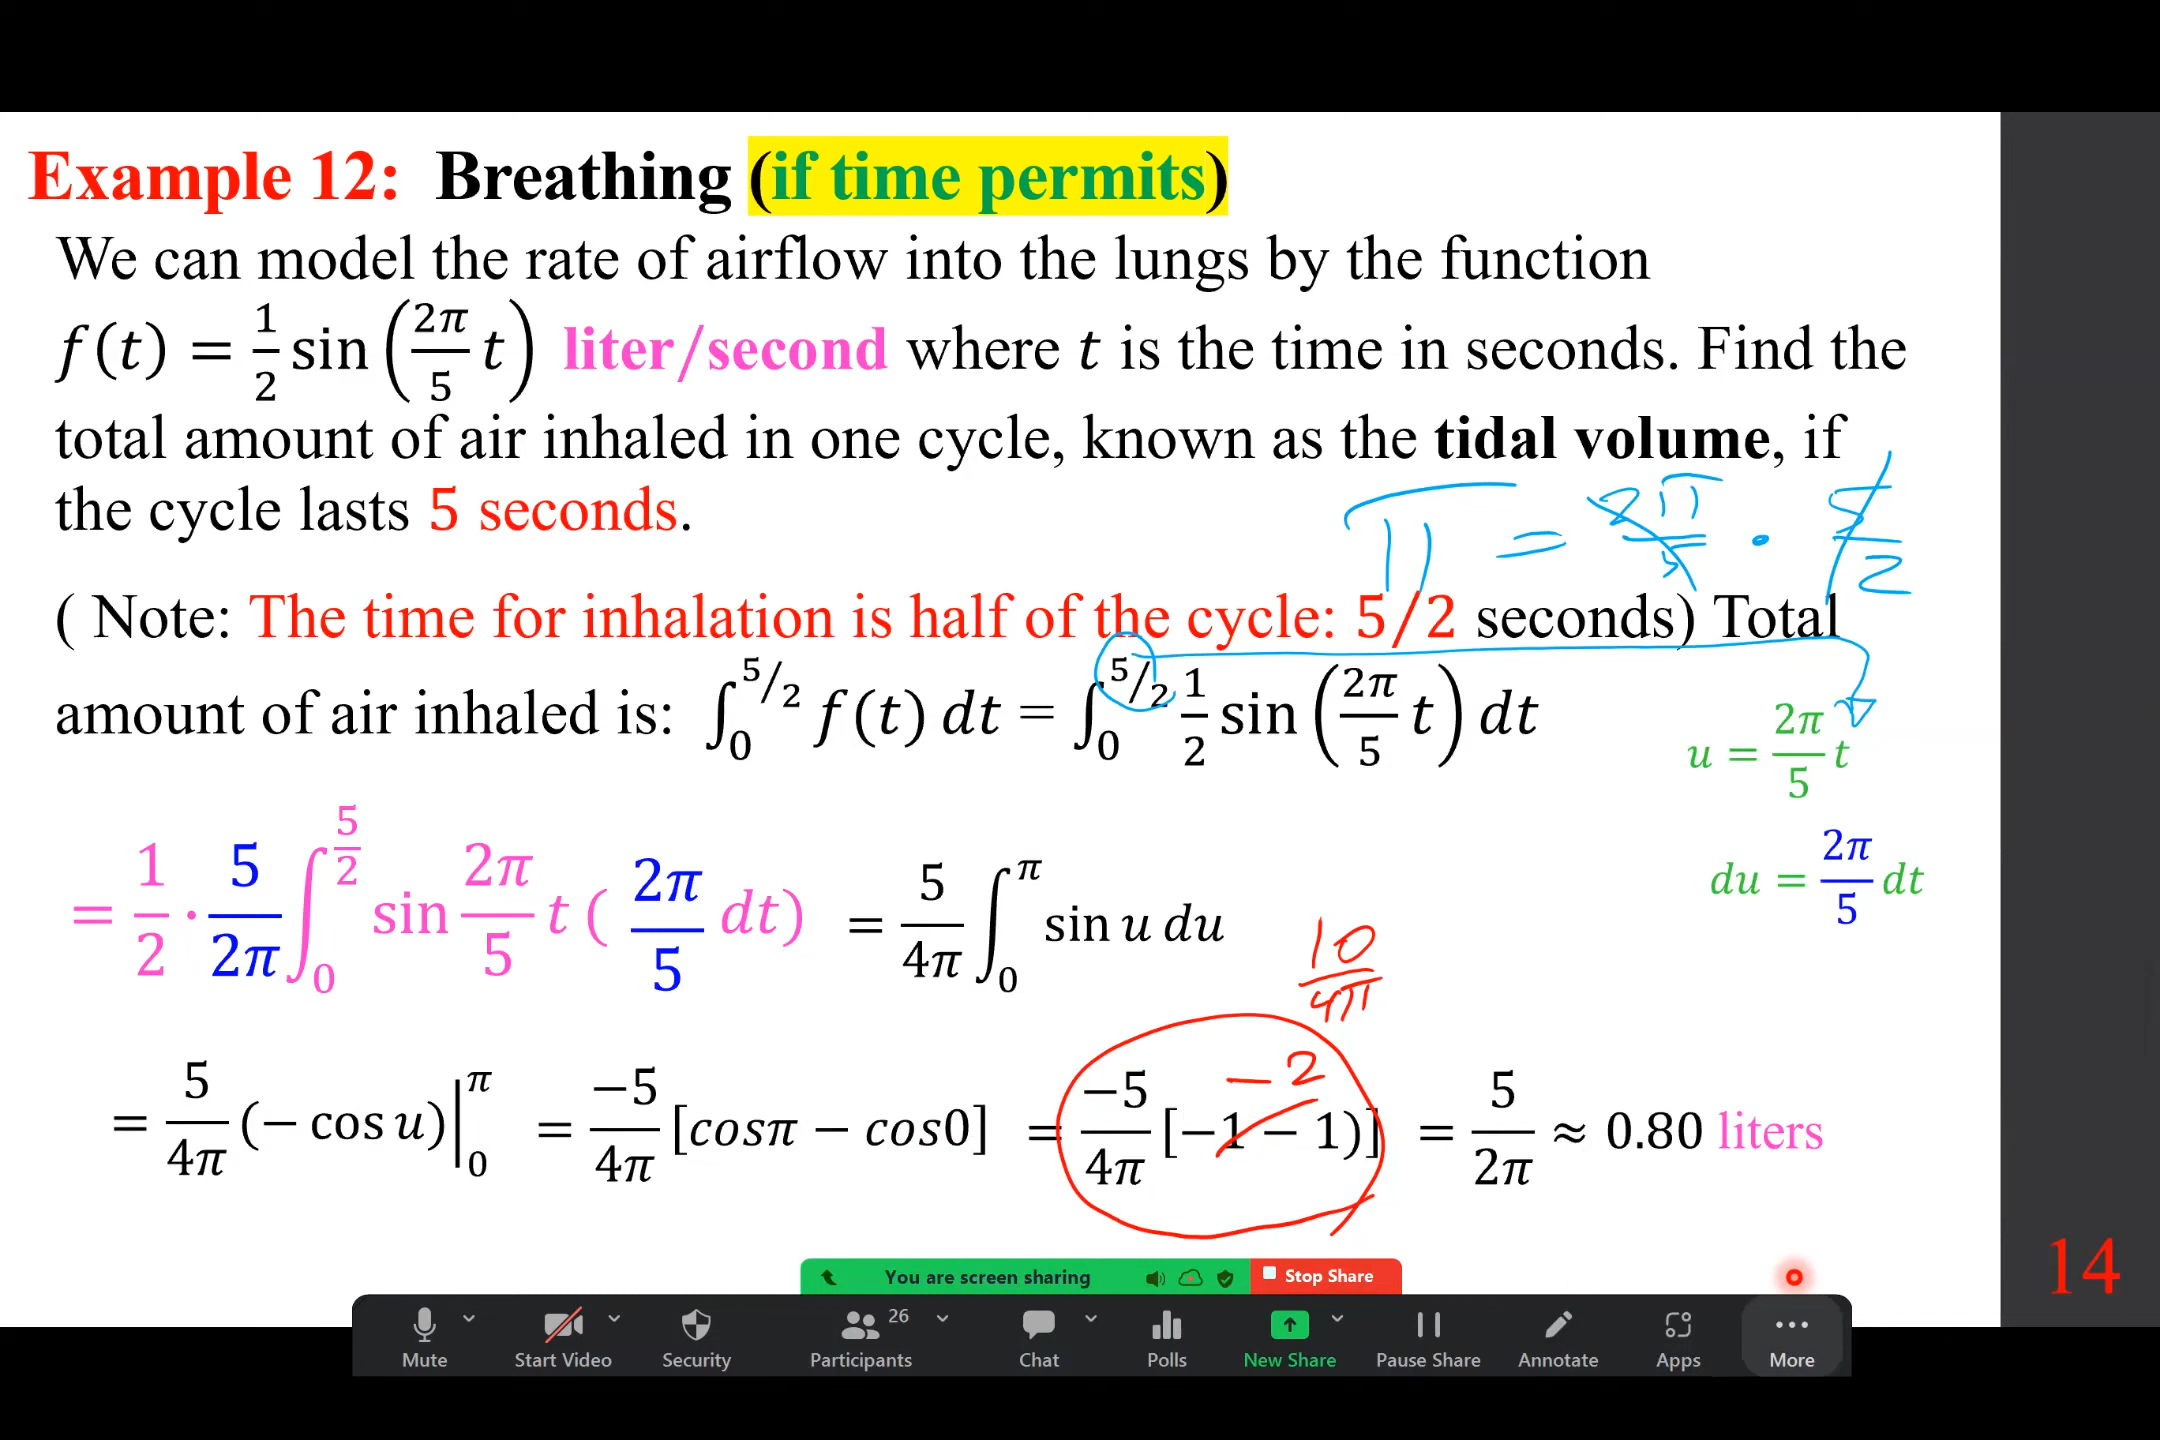 Example 12: Breathing (if time permits)
We can model the rate of airflow into the lungs by the function
f(t) = 1/2 sin(2π/5 t) liter/second where t is the time in seconds. Find the
total amount of air inhaled in one cycle, known as the tidal volume, if
the cycle lasts 5 seconds.
π = 2π/5 · 5/2
( Note: The time for inhalation is half of the cycle: 5/2 seconds) Total
amount of air inhaled is: ∫₀^(5/2) f(t) dt = ∫₀^(5/2) 1/2 sin(2π/5 t) dt
u = 2π/5 t
= 1/2 · 5/2π ∫₀^(5/2) sin 2π/5 t ( 2π/5 dt) = 5/4π ∫₀^π sin u du
du = 2π/5 dt
10/4π
-2
= 5/4π (− cos u)|₀^π = −5/4π [cosπ − cos0] = −5/4π [−1 − 1)] = 5/2π ≈ 0.80 liters
14
You are screen sharing Stop Share
26
Mute Start Video Security Participants Chat Polls New Share Pause Share Annotate Apps More